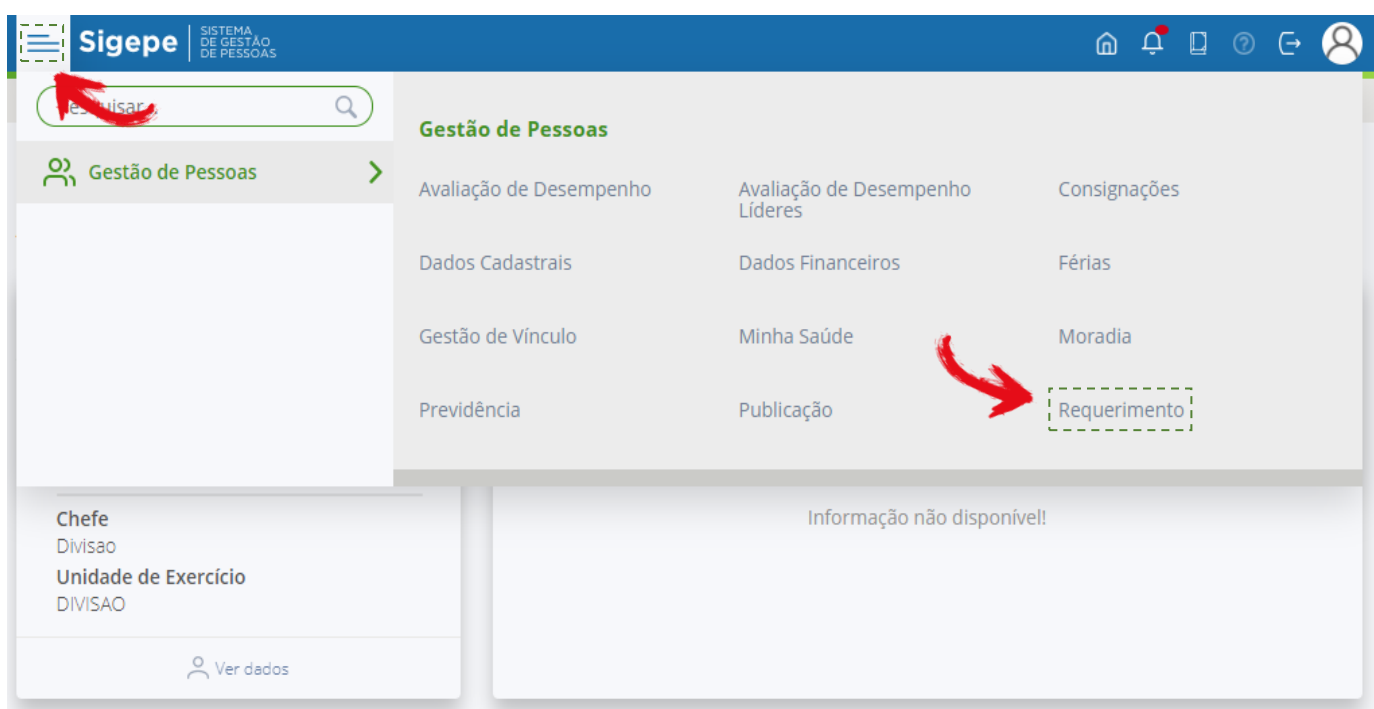 Sigepe
SISTEMA
DE GESTÃO
DE PESSOAS
Gestão de Pessoas
Gestão de Pessoas
Avaliação de Desempenho
Avaliação de Desempenho
Líderes
Consignações
Dados Cadastrais
Dados Financeiros
Férias
Gestão de Vínculo
Minha Saúde
Moradia
Previdência
Publicação
Requerimento
Chefe
Divisao
Unidade de Exercício
DIVISAO
Ver dados
Informação não disponível!